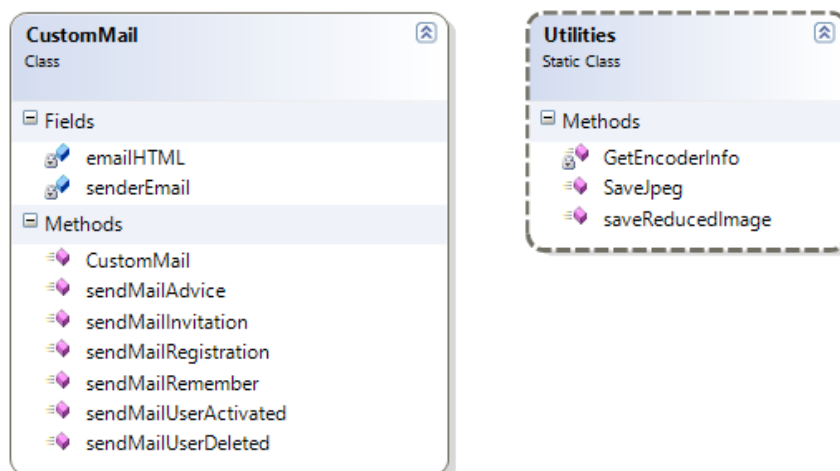 CustomMail
Class
Fields
emailHTML
senderEmail
Methods
CustomMail
sendMailAdvice
sendMailInvitation
sendMailRegistration
sendMailRemember
sendMailUserActivated
sendMailUserDeleted
Utilities
Static Class
Methods
GetEncoderInfo
SaveJpeg
saveReducedImage